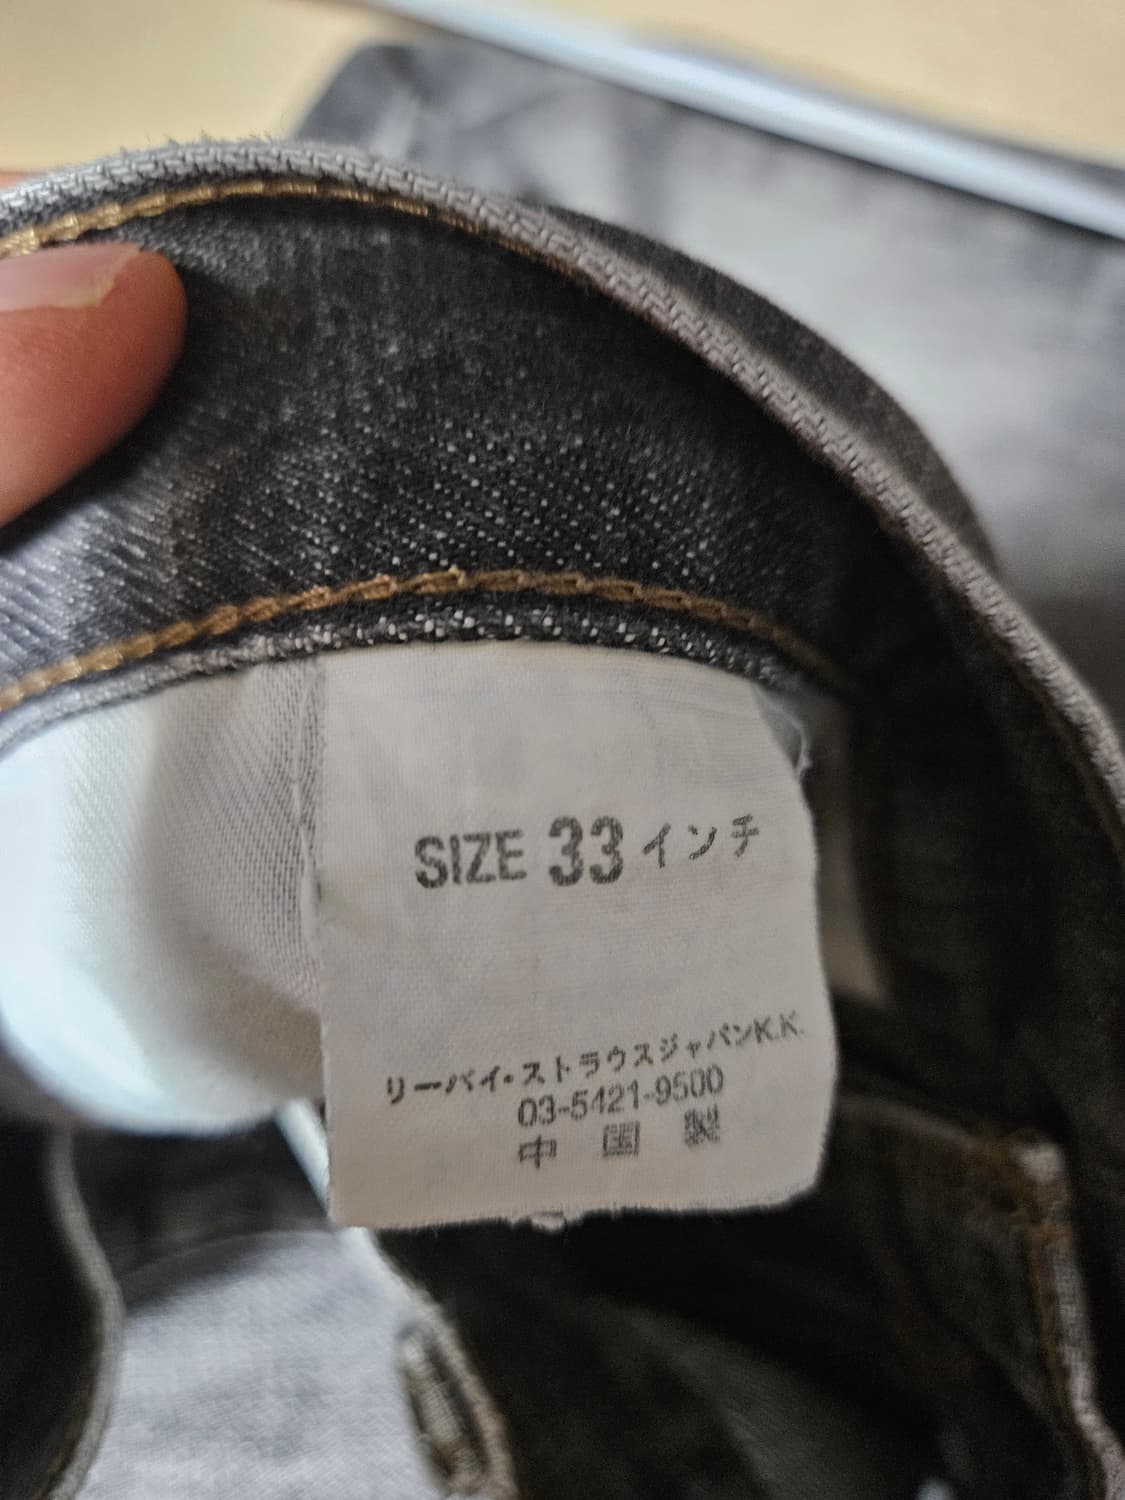 SIZE 33インチ
リーバイ・ストラウスジャパンK.K.
03-5421-9500
中国製